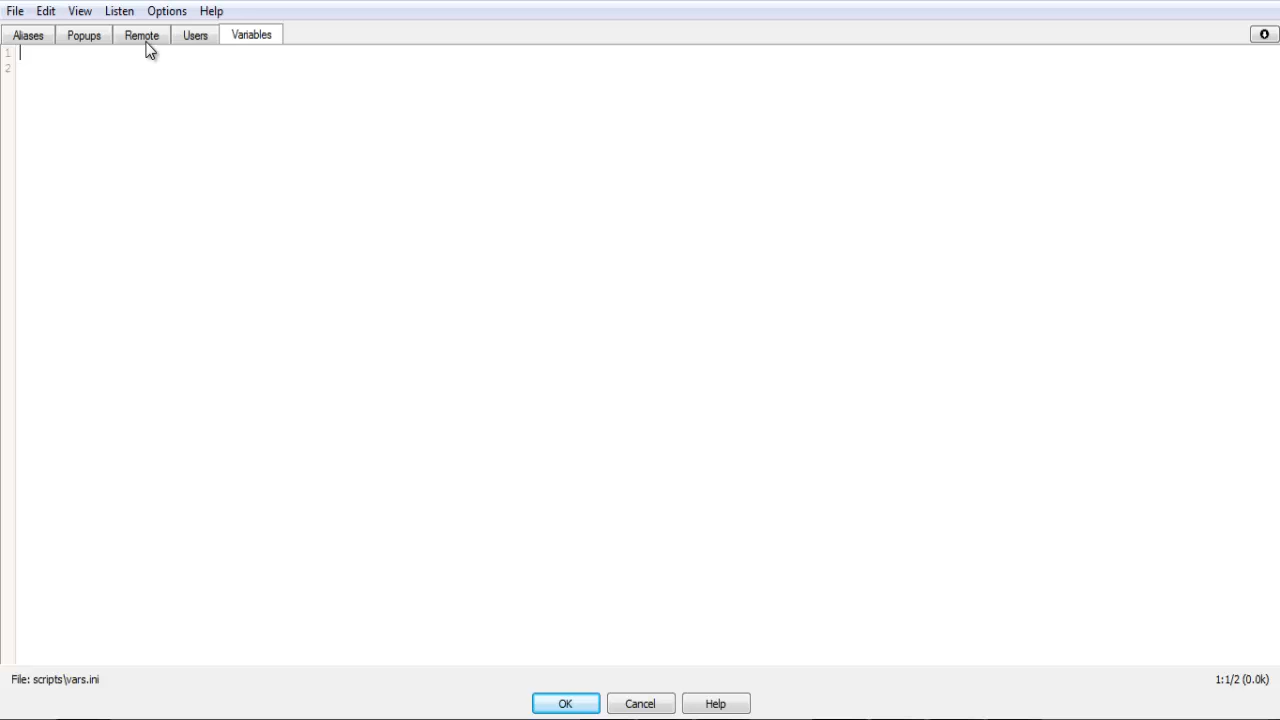 File Edit View Listen Options Help
Aliases Popups Remote Users Variables
1
2
File: scripts\vars.ini 1:1/2 (0.0k)
OK Cancel Help